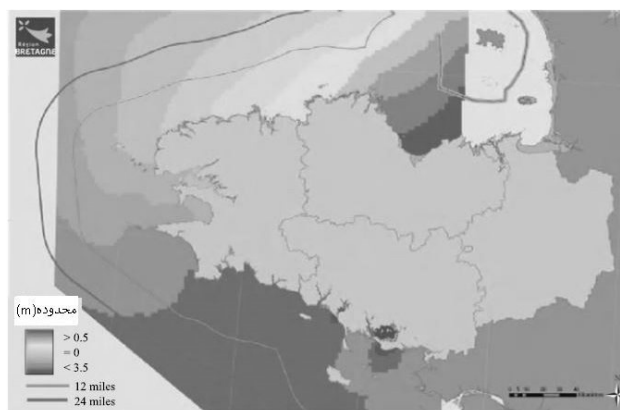 Région
BRETAGNE
محدوده(m)
> 0.5
= 0
< 3.5
12 miles
24 miles